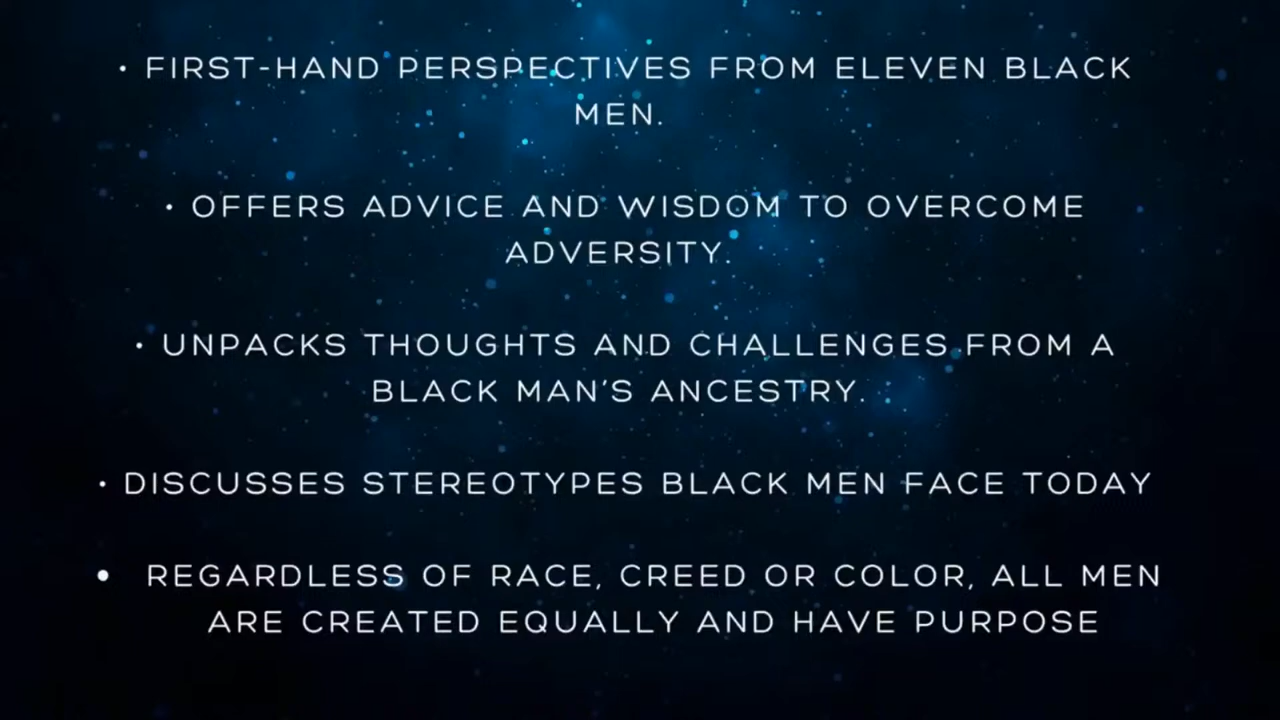 • FIRST-HAND PERSPECTIVES FROM ELEVEN BLACK
MEN.
• OFFERS ADVICE AND WISDOM TO OVERCOME
ADVERSITY.
• UNPACKS THOUGHTS AND CHALLENGES FROM A
BLACK MAN'S ANCESTRY.
• DISCUSSES STEREOTYPES BLACK MEN FACE TODAY
• REGARDLESS OF RACE, CREED OR COLOR, ALL MEN
ARE CREATED EQUALLY AND HAVE PURPOSE